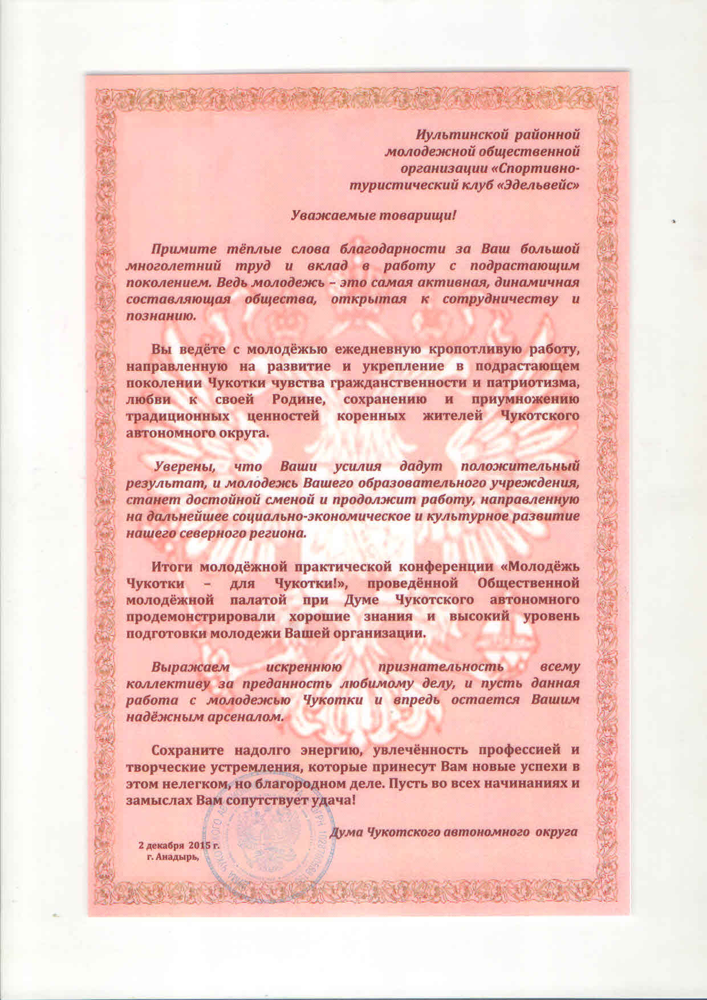 Иультинской районной
молодежной общественной
организации «Спортивно-
туристический клуб «Эдельвейс»
Уважаемые товарищи!
Примите тёплые слова благодарности за Ваш большой
многолетний труд и вклад в работу с подрастающим
поколением. Ведь молодежь – это самая активная, динамичная
составляющая общества, открытая к сотрудничеству и
познанию.
Вы ведёте с молодёжью ежедневную кропотливую работу,
направленную на развитие и укрепление в подрастающем
поколении Чукотки чувства гражданственности и патриотизма,
любви к своей Родине, сохранению и приумножению
традиционных ценностей коренных жителей Чукотского
автономного округа.
Уверены, что Ваши усилия дадут положительный
результат, и молодежь Вашего образовательного учреждения,
станет достойной сменой и продолжит работу, направленную
на дальнейшее социально-экономическое и культурное развитие
нашего северного региона.
Итоги молодёжной практической конференции «Молодёжь
Чукотки – для Чукотки!», проведённой Общественной
молодёжной палатой при Думе Чукотского автономного
продемонстрировали хорошие знания и высокий уровень
подготовки молодежи Вашей организации.
Выражаем искреннюю признательность всему
коллективу за преданность любимому делу, и пусть данная
работа с молодежью Чукотки и впредь остается Вашим
надёжным арсеналом.
Сохраните надолго энергию, увлечённость профессией и
творческие устремления, которые принесут Вам новые успехи в
этом нелегком, но благородном деле. Пусть во всех начинаниях и
замыслах Вам сопутствует удача!
Дума Чукотского автономного округа
2 декабря 2015 г.
г. Анадырь,